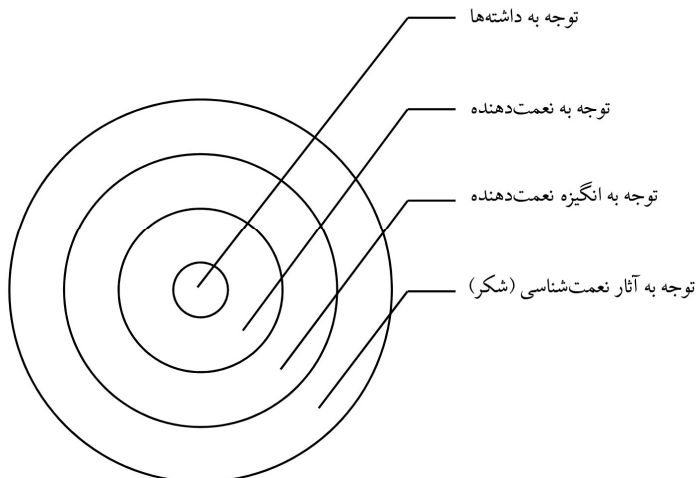 توجه به داشته‌ها
توجه به نعمت‌دهنده
توجه به انگیزه نعمت‌دهنده
توجه به آثار نعمت‌شناسی (شکر)